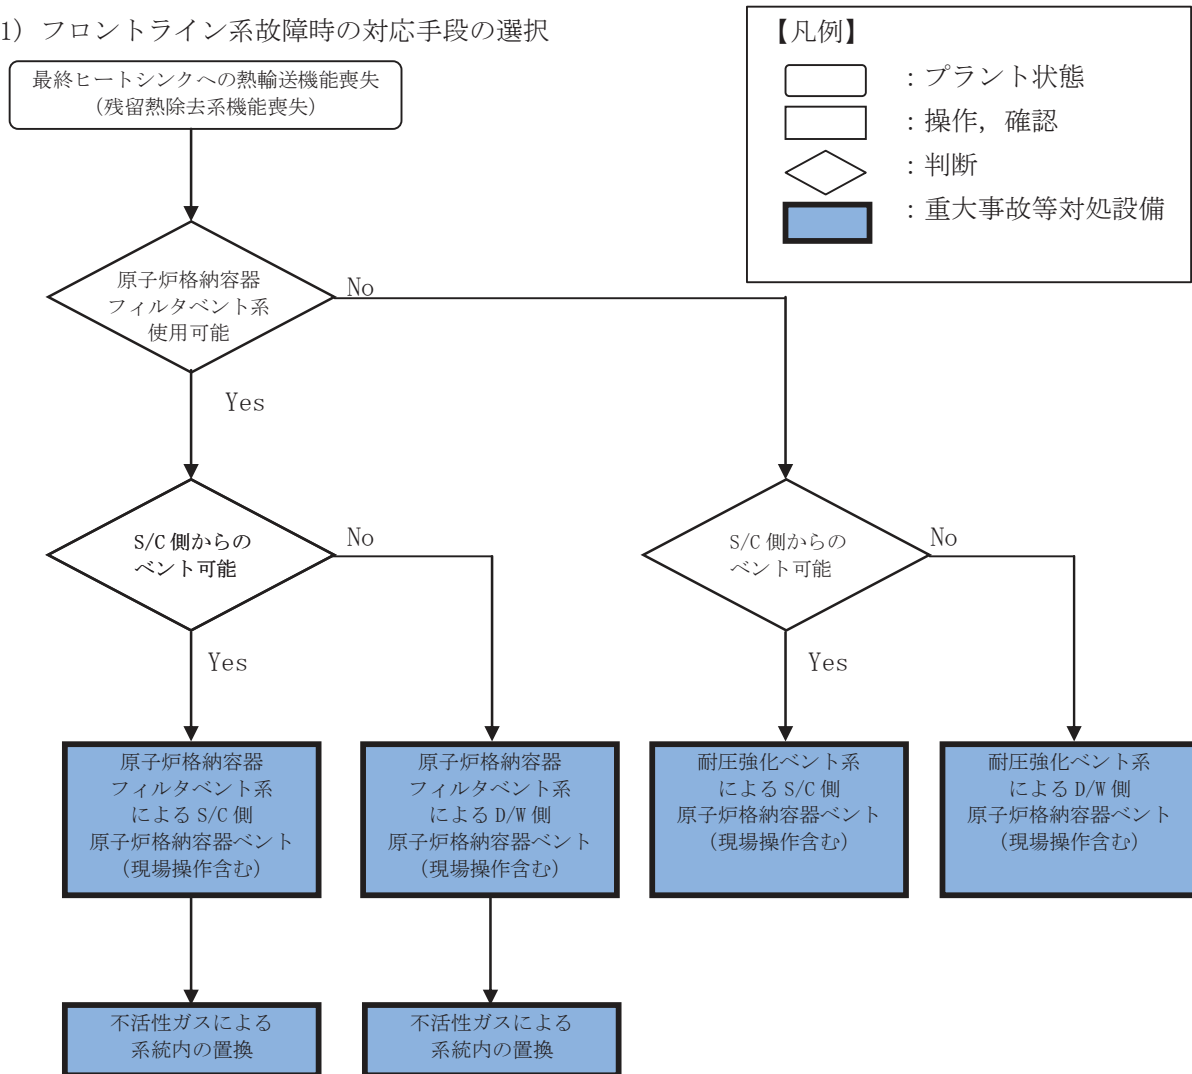 1) フロントライン系故障時の対応手段の選択
【凡例】
：プラント状態
：操作，確認
：判断
：重大事故等対処設備
最終ヒートシンクへの熱輸送機能喪失
（残留熱除去系機能喪失）
原子炉格納容器
フィルタベント系
使用可能
No
Yes
S/C 側からの
ベント可能
No
Yes
S/C 側からの
ベント可能
No
Yes
原子炉格納容器
フィルタベント系
による S/C 側
原子炉格納容器ベント
（現場操作含む）
原子炉格納容器
フィルタベント系
による D/W 側
原子炉格納容器ベント
（現場操作含む）
耐圧強化ベント系
による S/C 側
原子炉格納容器ベント
（現場操作含む）
耐圧強化ベント系
による D/W 側
原子炉格納容器ベント
（現場操作含む）
不活性ガスによる
系統内の置換
不活性ガスによる
系統内の置換